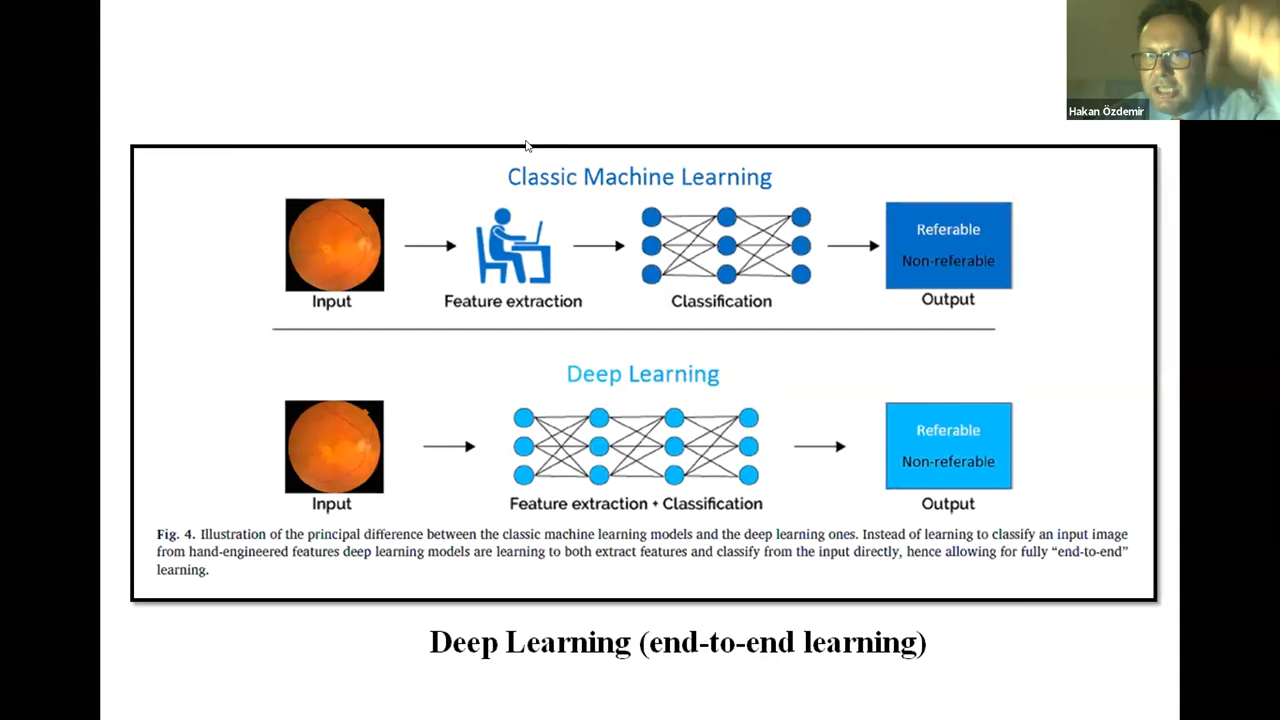 Hakan Özdemir
Classic Machine Learning
Input
Feature extraction
Classification
Referable
Non-referable
Output
Deep Learning
Input
Feature extraction + Classification
Referable
Non-referable
Output
Fig. 4. Illustration of the principal difference between the classic machine learning models and the deep learning ones. Instead of learning to classify an input image
from hand-engineered features deep learning models are learning to both extract features and classify from the input directly, hence allowing for fully “end-to-end”
learning.
Deep Learning (end-to-end learning)